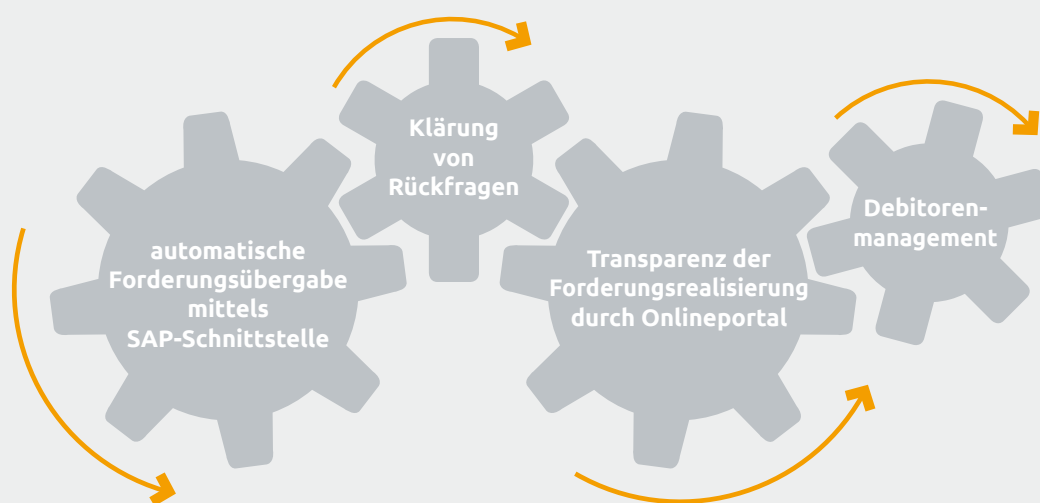 automatische
Forderungsübergabe
mittels
SAP-Schnittstelle
Klärung
von
Rückfragen
Transparenz der
Forderungsrealisierung
durch Onlineportal
Debitoren-
management